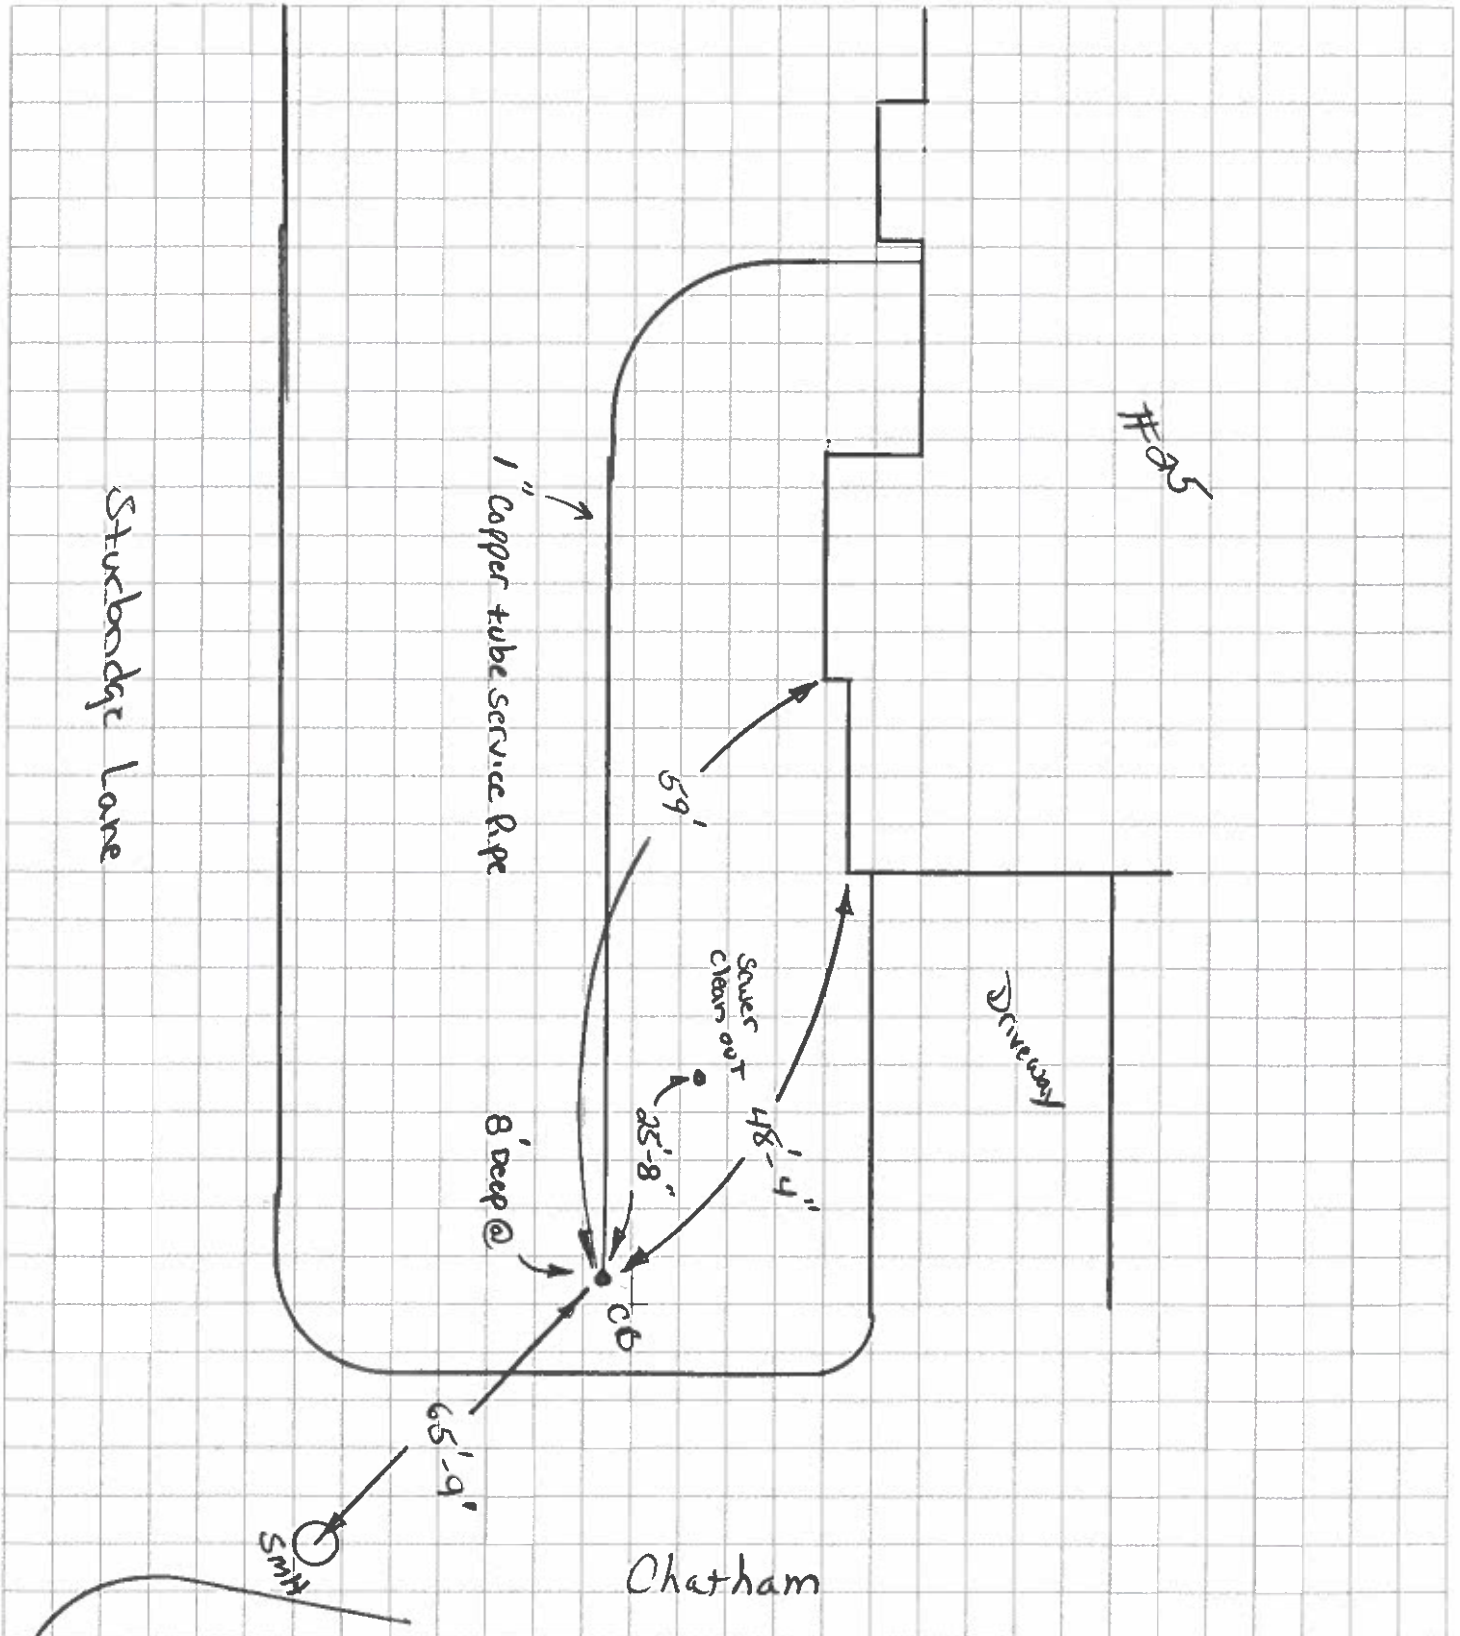 #25
1" Copper tube service Pipe
Sturbridge Lane
59'
sewer
clean out
Driveway
25'-8"
48'-4"
8' Deep @
CB
65'-9"
SMH
Chatham